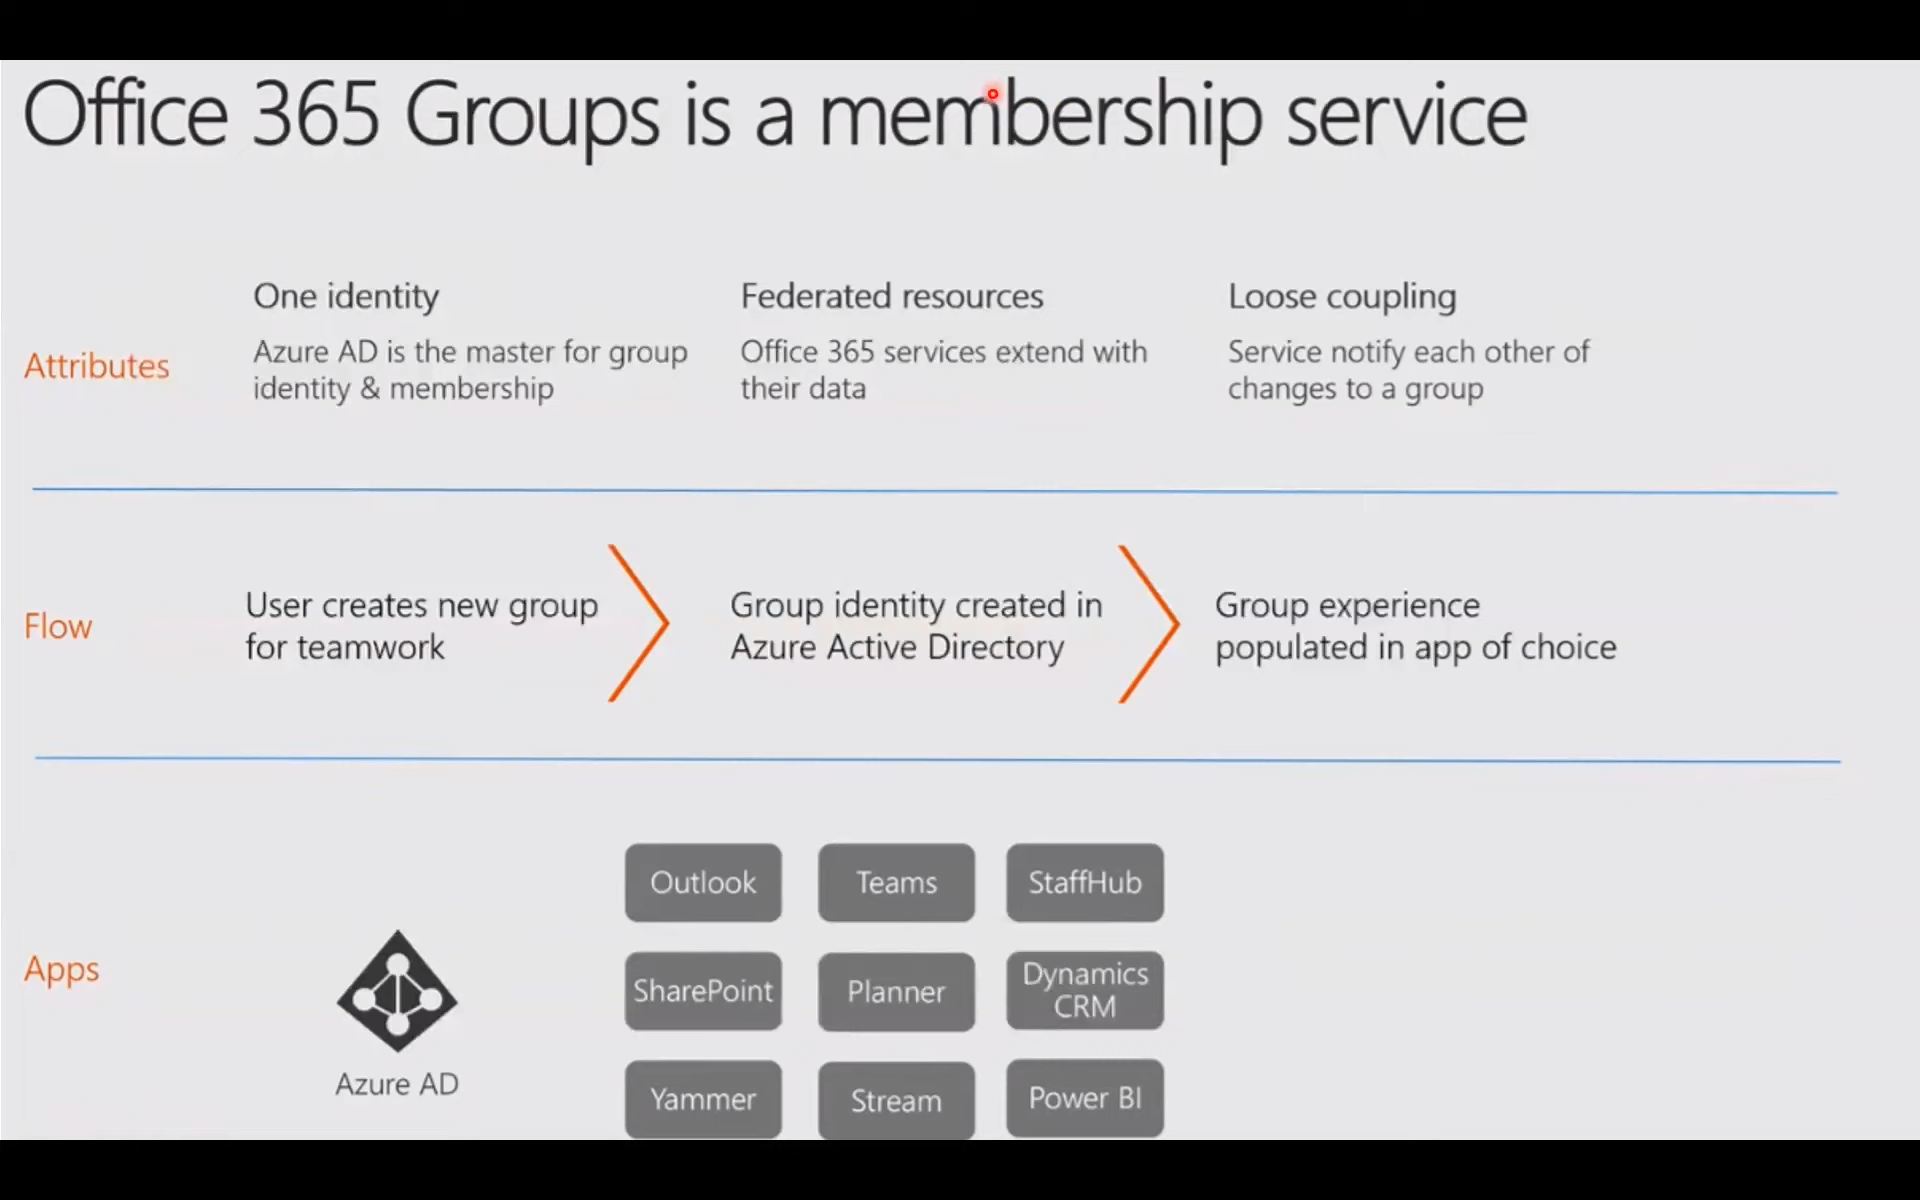 Office 365 Groups is a membership service
Attributes
One identity
Azure AD is the master for group
identity & membership
Federated resources
Office 365 services extend with
their data
Loose coupling
Service notify each other of
changes to a group
Flow
User creates new group
for teamwork
Group identity created in
Azure Active Directory
Group experience
populated in app of choice
Apps
Azure AD
Outlook
Teams
StaffHub
SharePoint
Planner
Dynamics
CRM
Yammer
Stream
Power BI